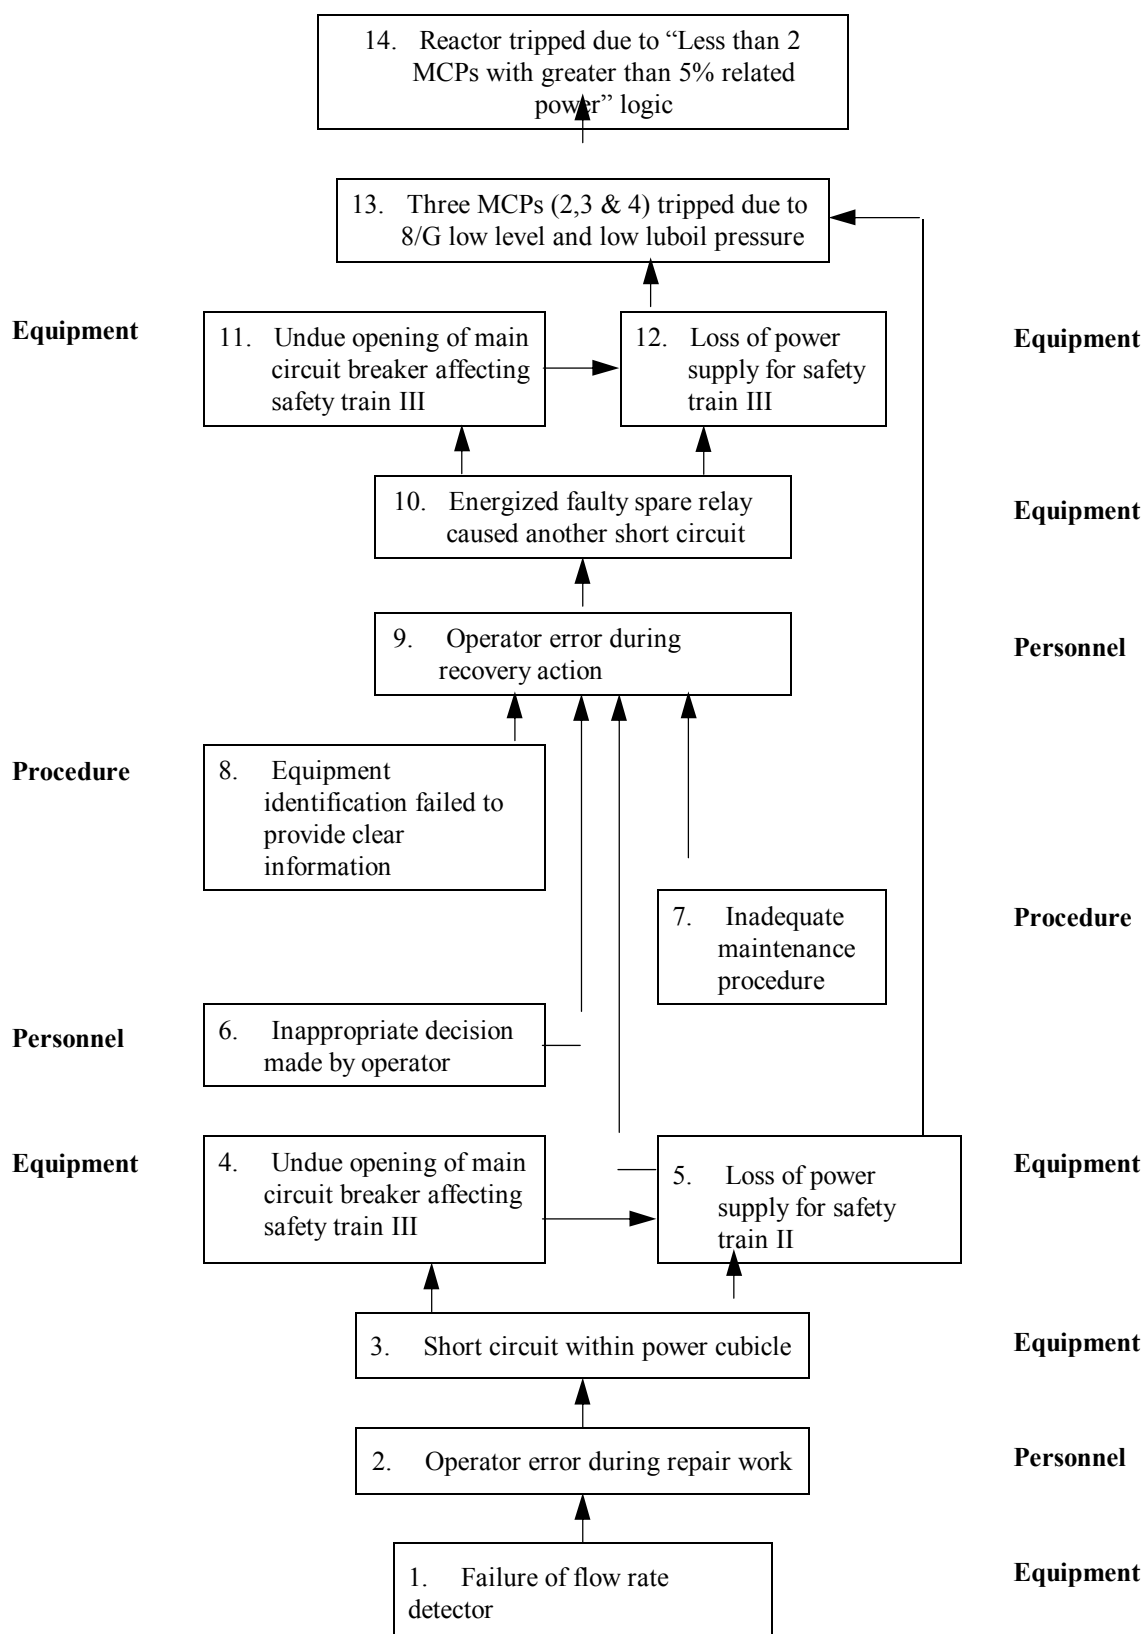 14. Reactor tripped due to “Less than 2
MCPs with greater than 5% related
power” logic
13. Three MCPs (2,3 & 4) tripped due to
8/G low level and low luboil pressure
Equipment
11. Undue opening of main
circuit breaker affecting
safety train III
12. Loss of power
supply for safety
train III
Equipment
10. Energized faulty spare relay
caused another short circuit
Equipment
9. Operator error during
recovery action
Personnel
Procedure
8. Equipment
identification failed to
provide clear
information
7. Inadequate
maintenance
procedure
Procedure
Personnel
6. Inappropriate decision
made by operator
Equipment
4. Undue opening of main
circuit breaker affecting
safety train III
5. Loss of power
supply for safety
train II
Equipment
3. Short circuit within power cubicle
Equipment
2. Operator error during repair work
Personnel
1. Failure of flow rate
detector
Equipment